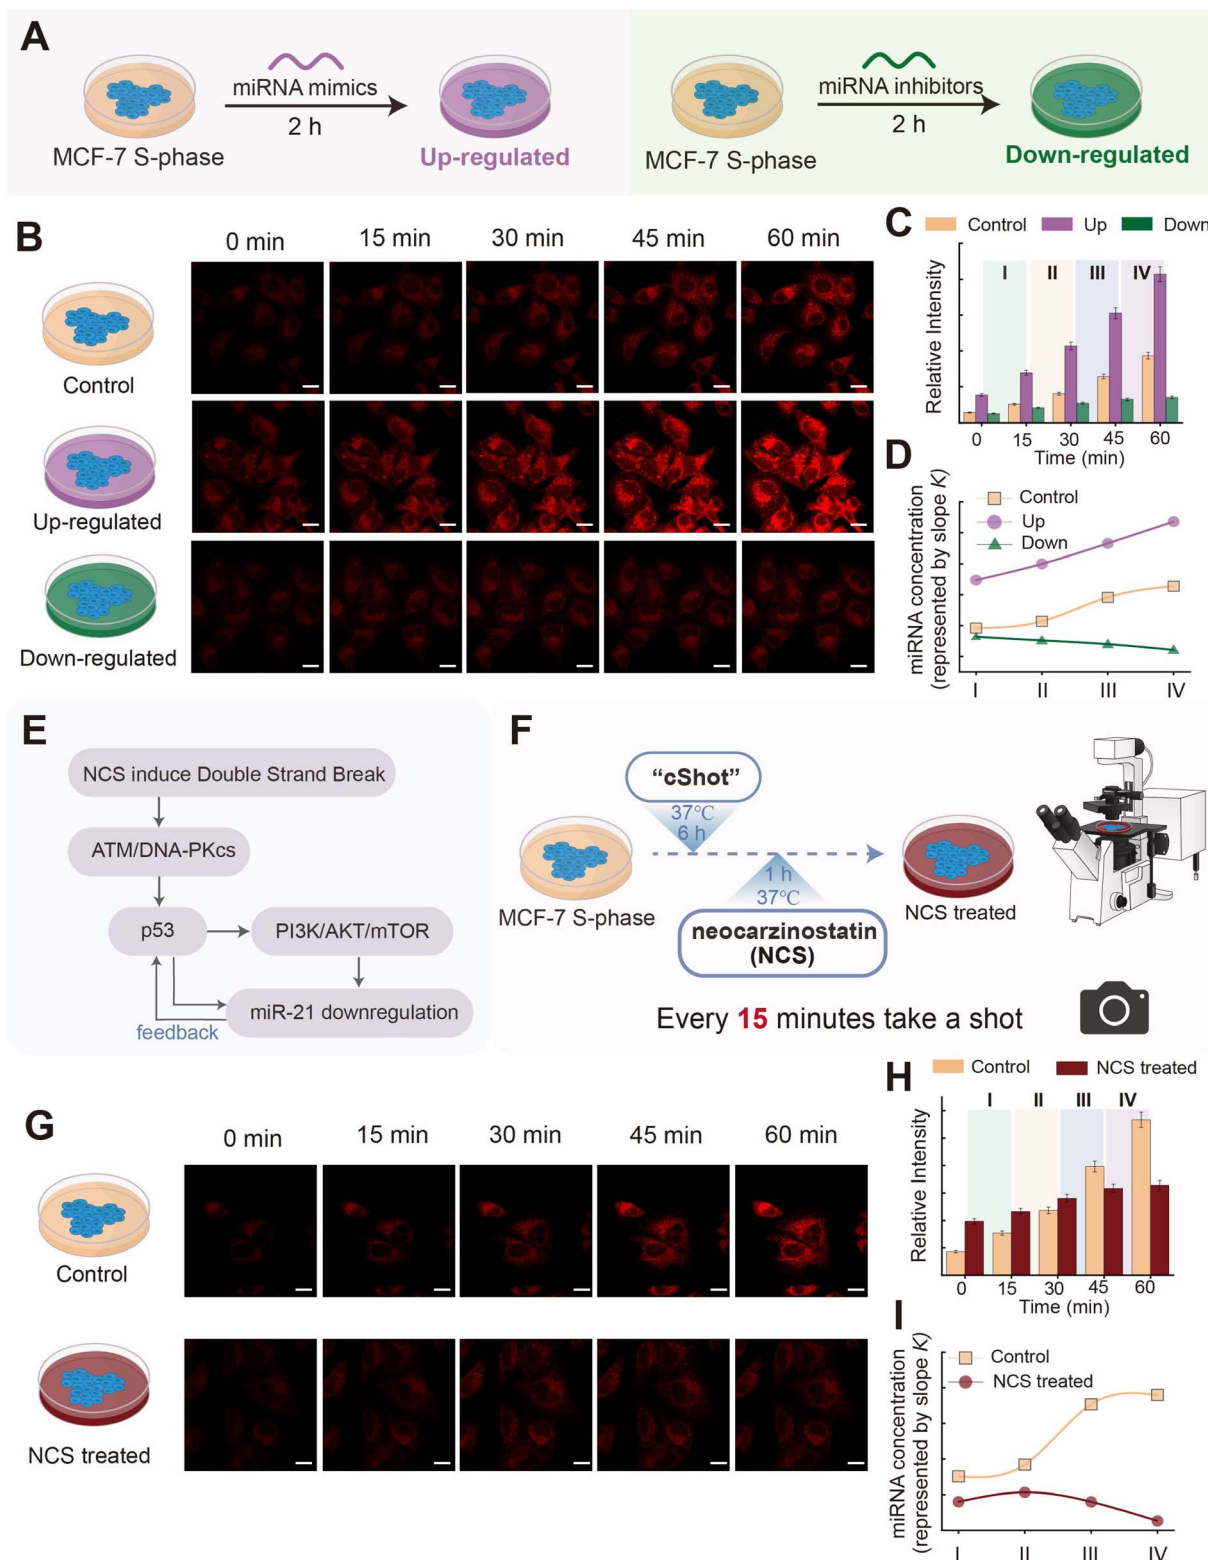 A
miRNA mimics
2 h
MCF-7 S-phase
Up-regulated
miRNA inhibitors
2 h
MCF-7 S-phase
Down-regulated
B
0 min
15 min
30 min
45 min
60 min
Control
Up-regulated
Down-regulated
C
Control
Up
Down
I
II
III
IV
Relative Intensity
0
15
30
45
60
Time (min)
D
Control
Up
Down
miRNA concentration
(represented by slope K)
I
II
III
IV
E
NCS induce Double Strand Break
ATM/DNA-PKcs
p53
PI3K/AKT/mTOR
miR-21 downregulation
feedback
F
“cShot”
37℃
6 h
MCF-7 S-phase
1 h
37℃
neocarzinostatin
(NCS)
NCS treated
Every 15 minutes take a shot
G
0 min
15 min
30 min
45 min
60 min
Control
NCS treated
H
Control
NCS treated
I
II
III
IV
Relative Intensity
0
15
30
45
60
Time (min)
I
Control
NCS treated
miRNA concentration
(represented by slope K)
I
II
III
IV